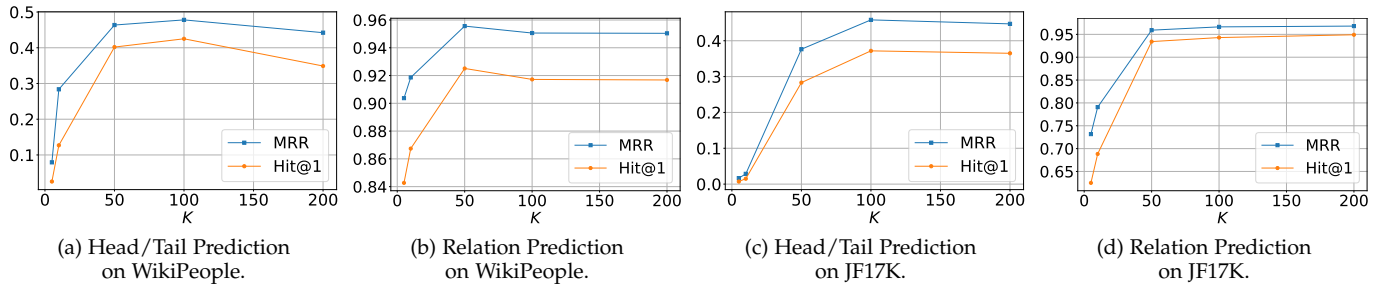 0.5
0.4
0.3
0.2
0.1
0 50 100 150 200
K
MRR
Hit@1
(a) Head/Tail Prediction
on WikiPeople.
0.96
0.94
0.92
0.90
0.88
0.86
0.84
0 50 100 150 200
K
MRR
Hit@1
(b) Relation Prediction
on WikiPeople.
0.4
0.3
0.2
0.1
0.0
0 50 100 150 200
K
MRR
Hit@1
(c) Head/Tail Prediction
on JF17K.
0.95
0.90
0.85
0.80
0.75
0.70
0.65
0 50 100 150 200
K
MRR
Hit@1
(d) Relation Prediction
on JF17K.